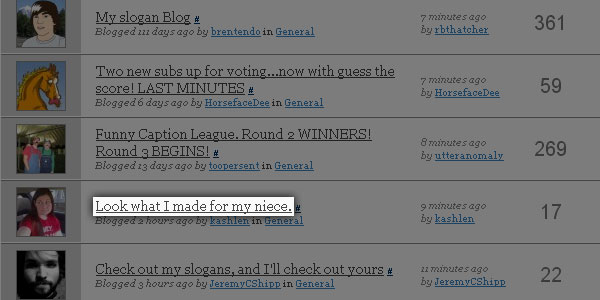 My slogan Blog #
Blogged 111 days ago by brentendo in General
7 minutes ago
by rbthatcher
361
Two new subs up for voting...now with guess the
score! LAST MINUTES #
Blogged 6 days ago by HorsefaceDee in General
7 minutes ago
by HorsefaceDee
59
Funny Caption League. Round 2 WINNERS!
Round 3 BEGINS! #
Blogged 13 days ago by toopersent in General
8 minutes ago
by utteranomaly
269
Look what I made for my niece. #
Blogged 2 hours ago by kashlen in General
9 minutes ago
by kashlen
17
Check out my slogans, and I'll check out yours #
Blogged 3 hours ago by JeremyCShipp in General
11 minutes ago
by JeremyCShipp
22